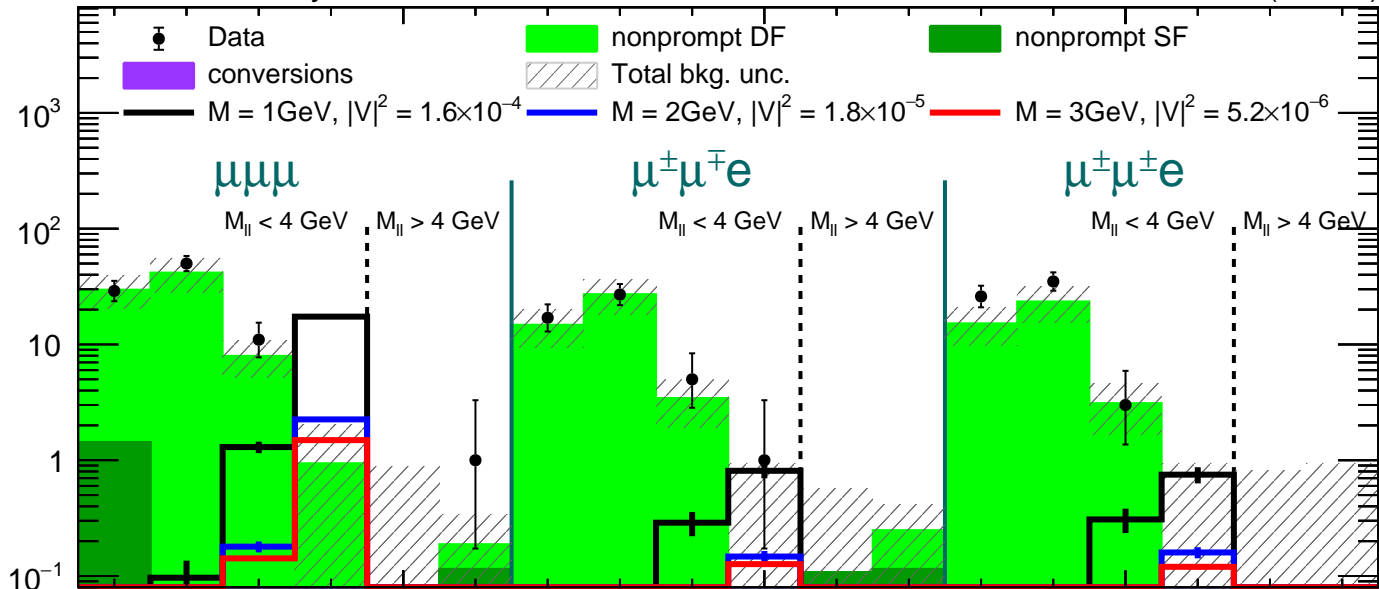 Data nonprompt DF nonprompt SF
conversions Total bkg. unc.
M = 1GeV, |V|² = 1.6×10⁻⁴ M = 2GeV, |V|² = 1.8×10⁻⁵ M = 3GeV, |V|² = 5.2×10⁻⁶
10³
μμμ μ±μ∓e μ±μ±e
M_ll < 4 GeV M_ll > 4 GeV M_ll < 4 GeV M_ll > 4 GeV M_ll < 4 GeV M_ll > 4 GeV
10²
10
1
10⁻¹